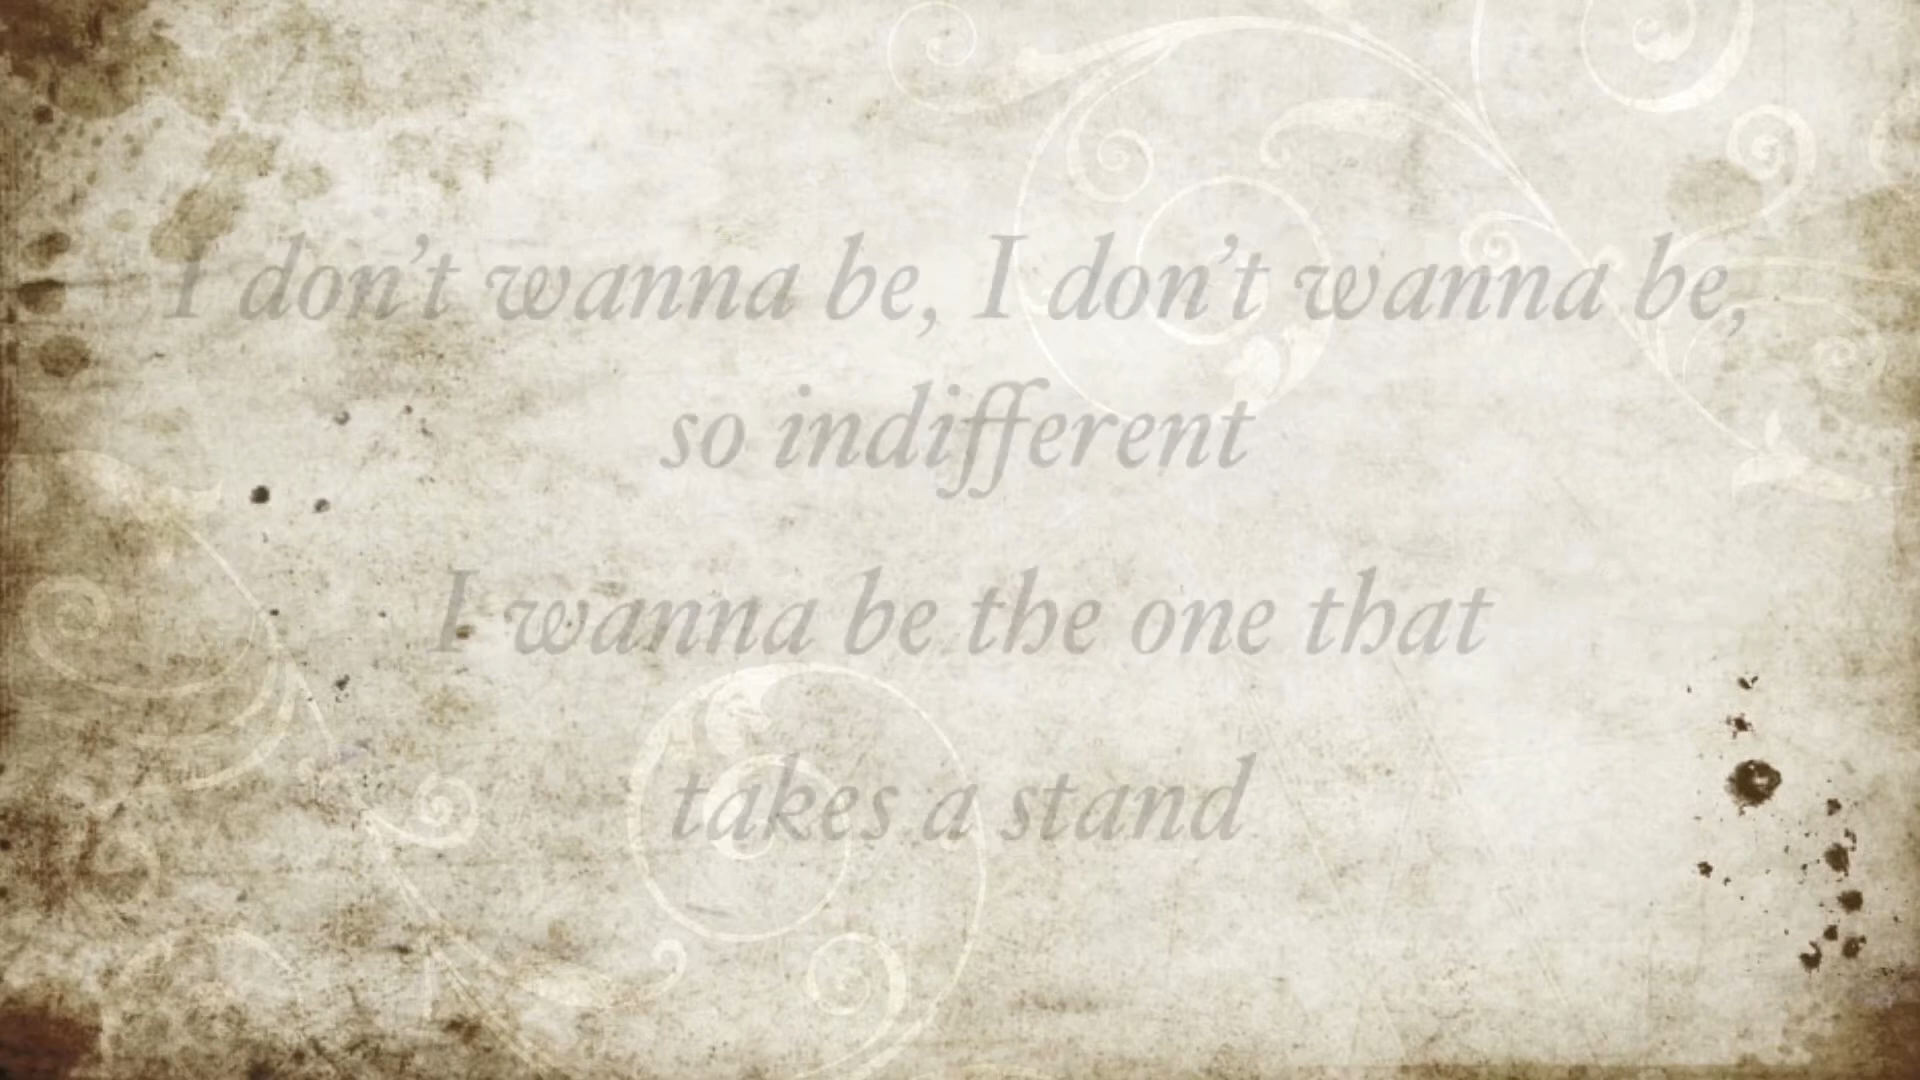 I don’t wanna be, I don’t wanna be,
so indifferent
I wanna be the one that
takes a stand